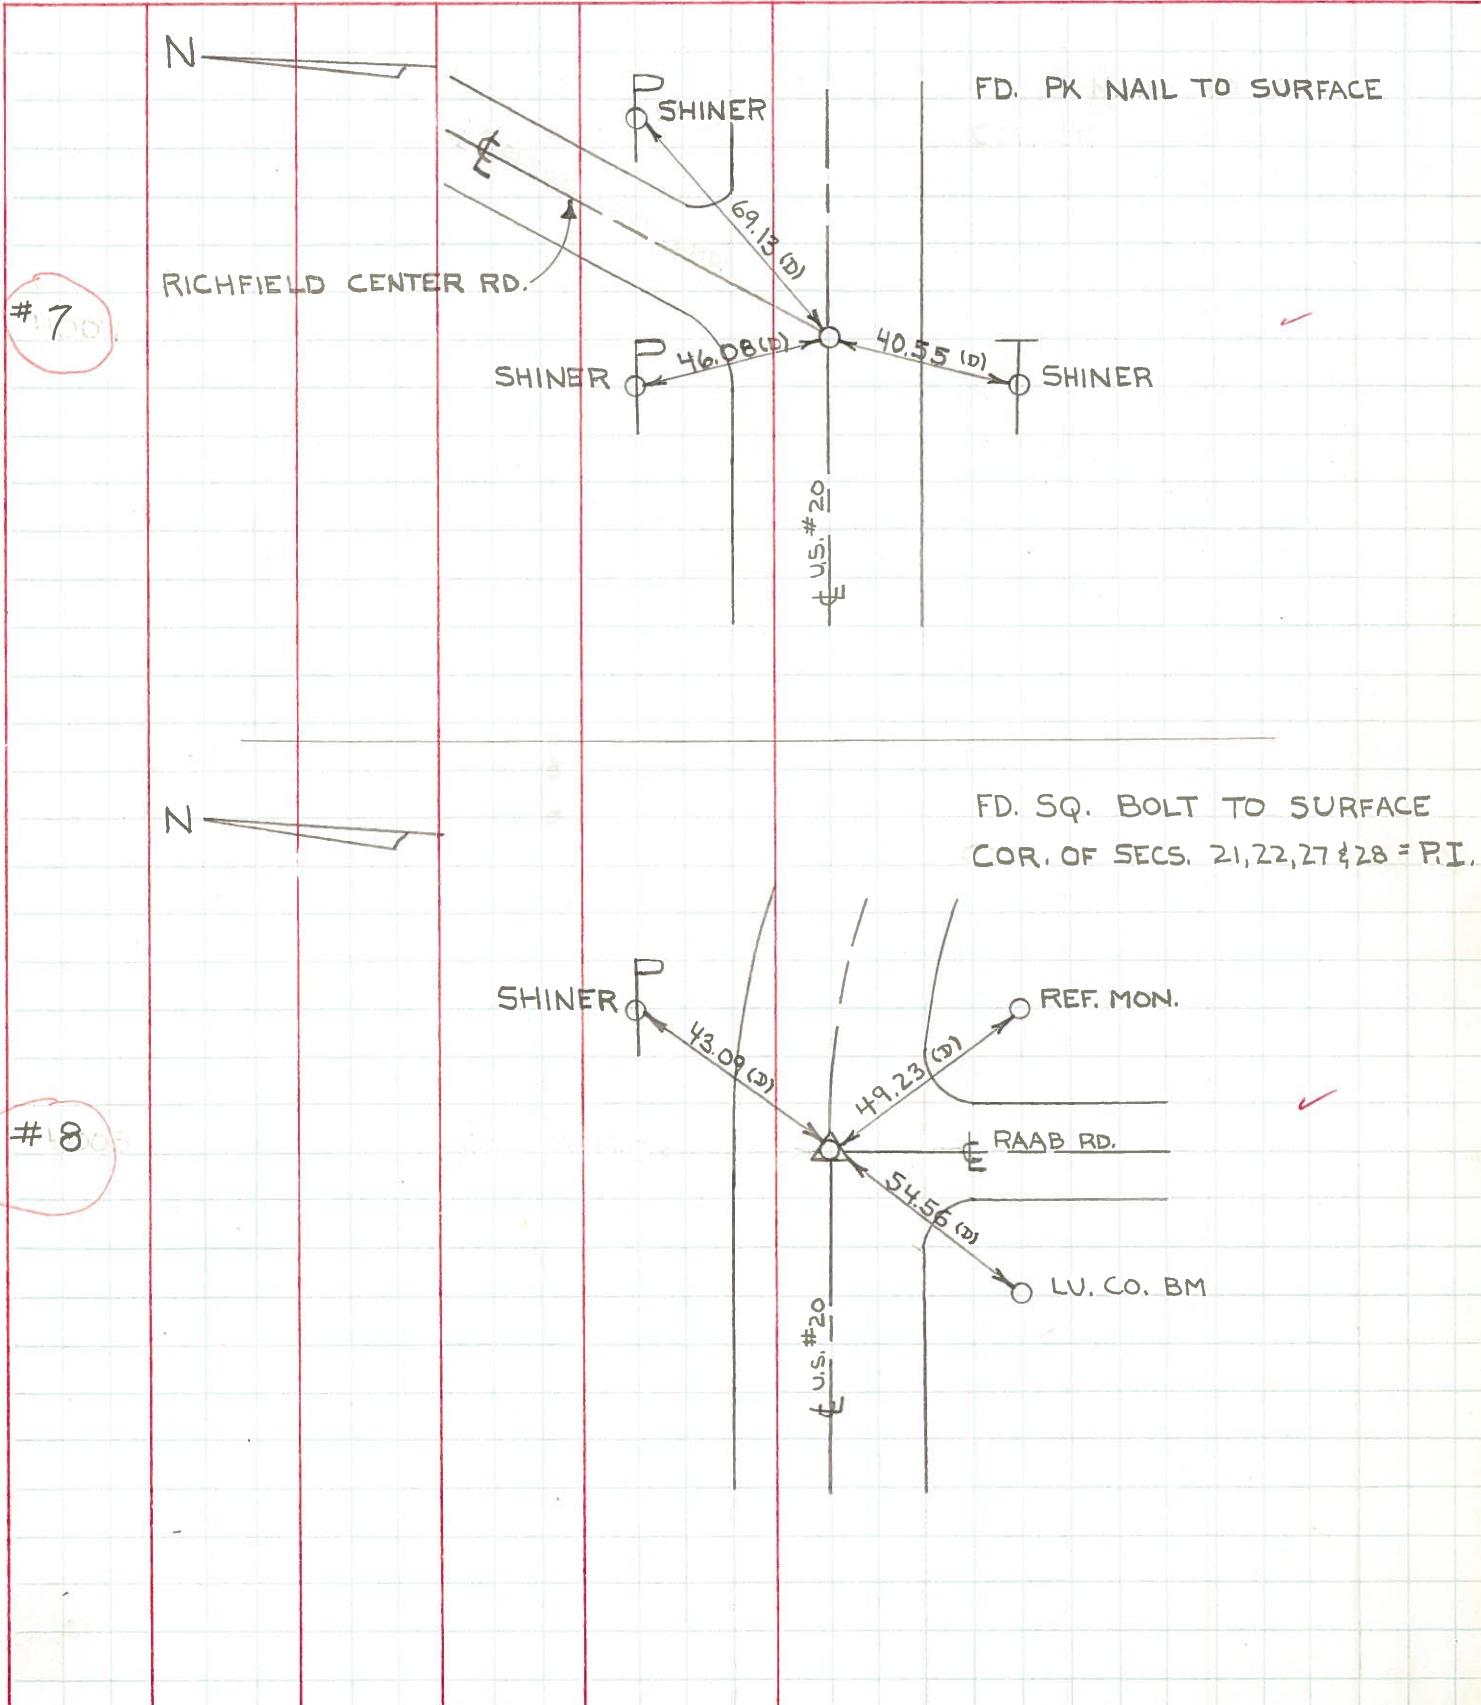 N
P
SHINER
FD. PK NAIL TO SURFACE
℄
69.13 (D)
RICHFIELD CENTER RD.
# 7
P
SHINER
46.08 (D)
40.55 (D)
T
SHINER
℄ U.S. #20
N
FD. SQ. BOLT TO SURFACE
COR. OF SECS. 21, 22, 27 & 28 = P.I.
P
SHINER
REF. MON.
43.09 (D)
49.23 (D)
# 8
℄ RAAB RD.
54.56 (D)
LU. CO. BM
℄ U.S. #20